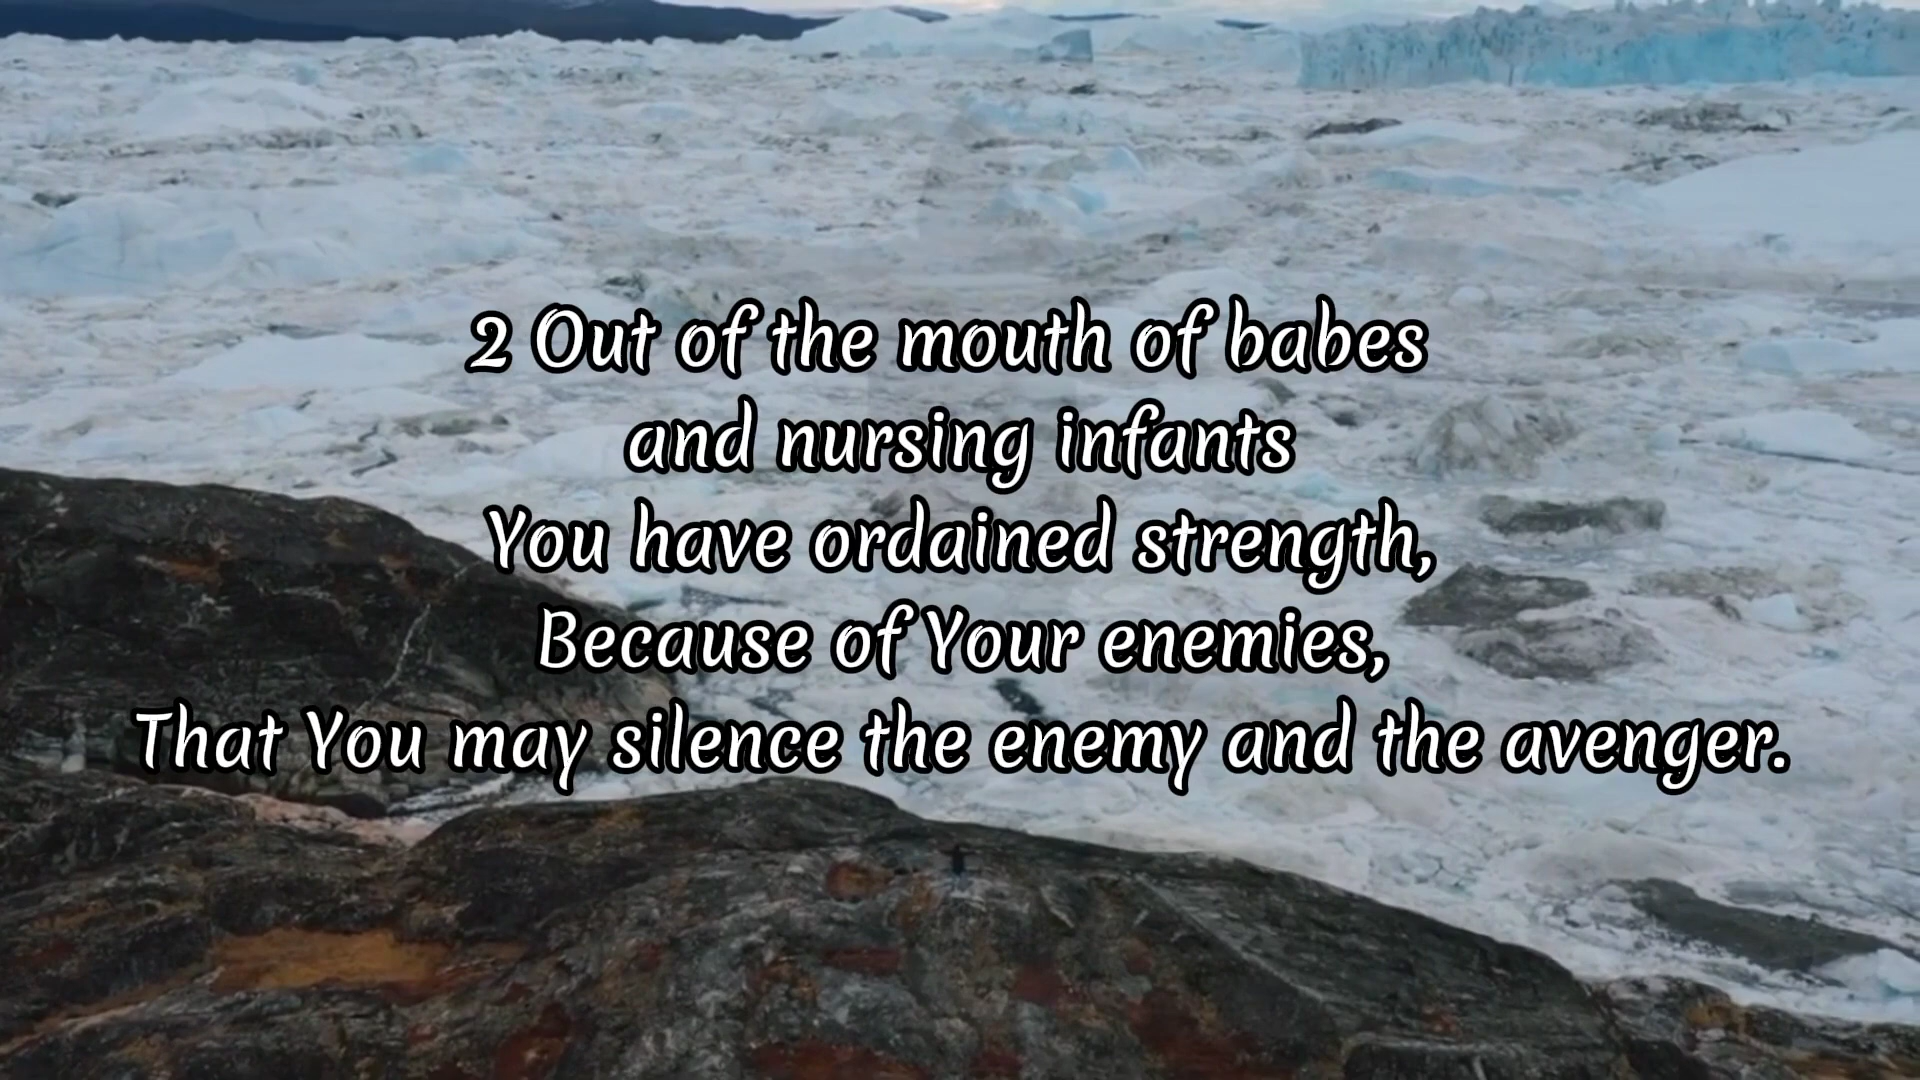 2 Out of the mouth of babes
and nursing infants
You have ordained strength,
Because of Your enemies,
That You may silence the enemy and the avenger.